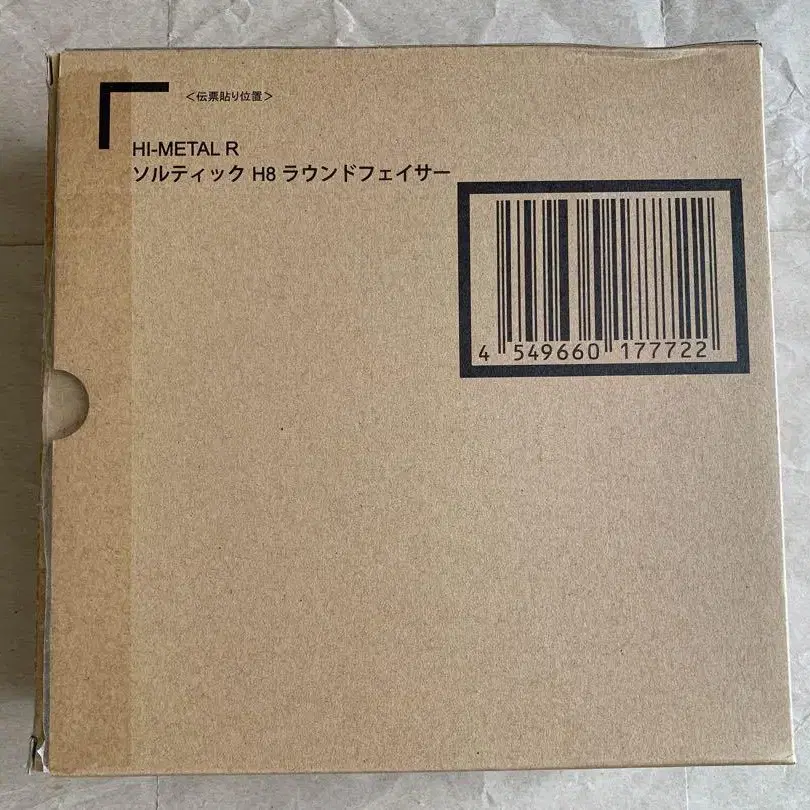 ＜伝票貼り位置＞
HI-METAL R
ソルティック H8 ラウンドフェイサー
4 549660 177722